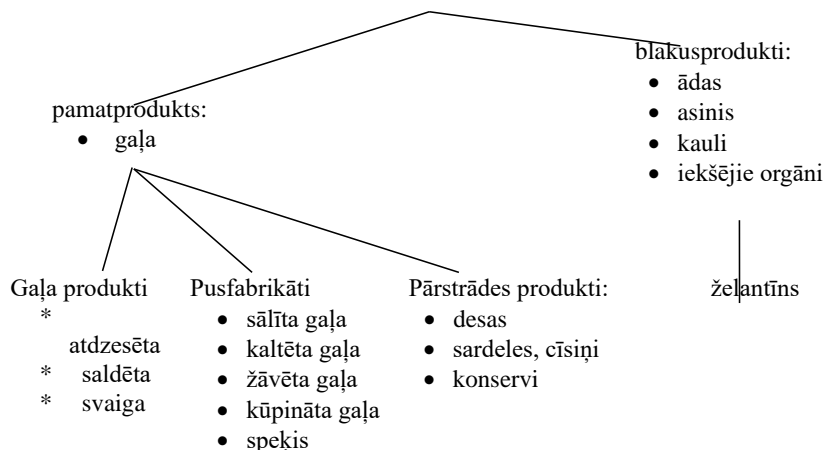 blakusprodukti:
• ādas
• asinis
• kauli
• iekšējie orgāni
pamatprodukts:
• gaļa
Gaļa produkti
*
atdzesēta
* saldēta
* svaiga
Pusfabrikāti
• sālīta gaļa
• kaltēta gaļa
• žāvēta gaļa
• kūpināta gaļa
• speķis
Pārstrādes produkti:
• desas
• sardeles, cīsiņi
• konservi
želantīns